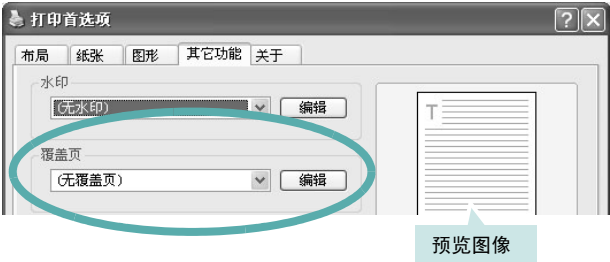 打印首选项
布局 纸张 图形 其它功能 关于
水印
(无水印) 编辑
T
覆盖页
(无覆盖页) 编辑
预览图像